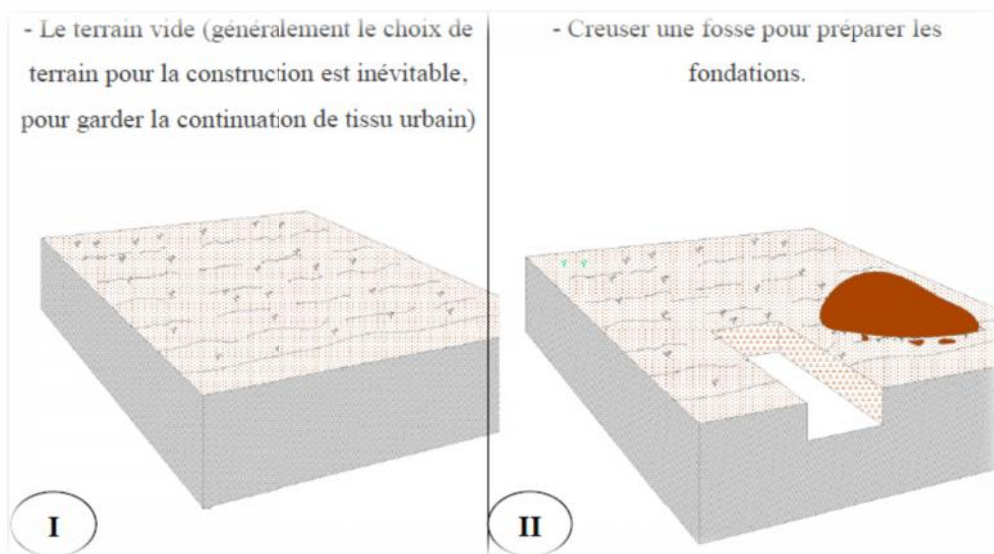 - Le terrain vide (généralement le choix de
terrain pour la construction est inévitable,
pour garder la continuation de tissu urbain)
- Creuser une fosse pour préparer les
fondations.
I
II